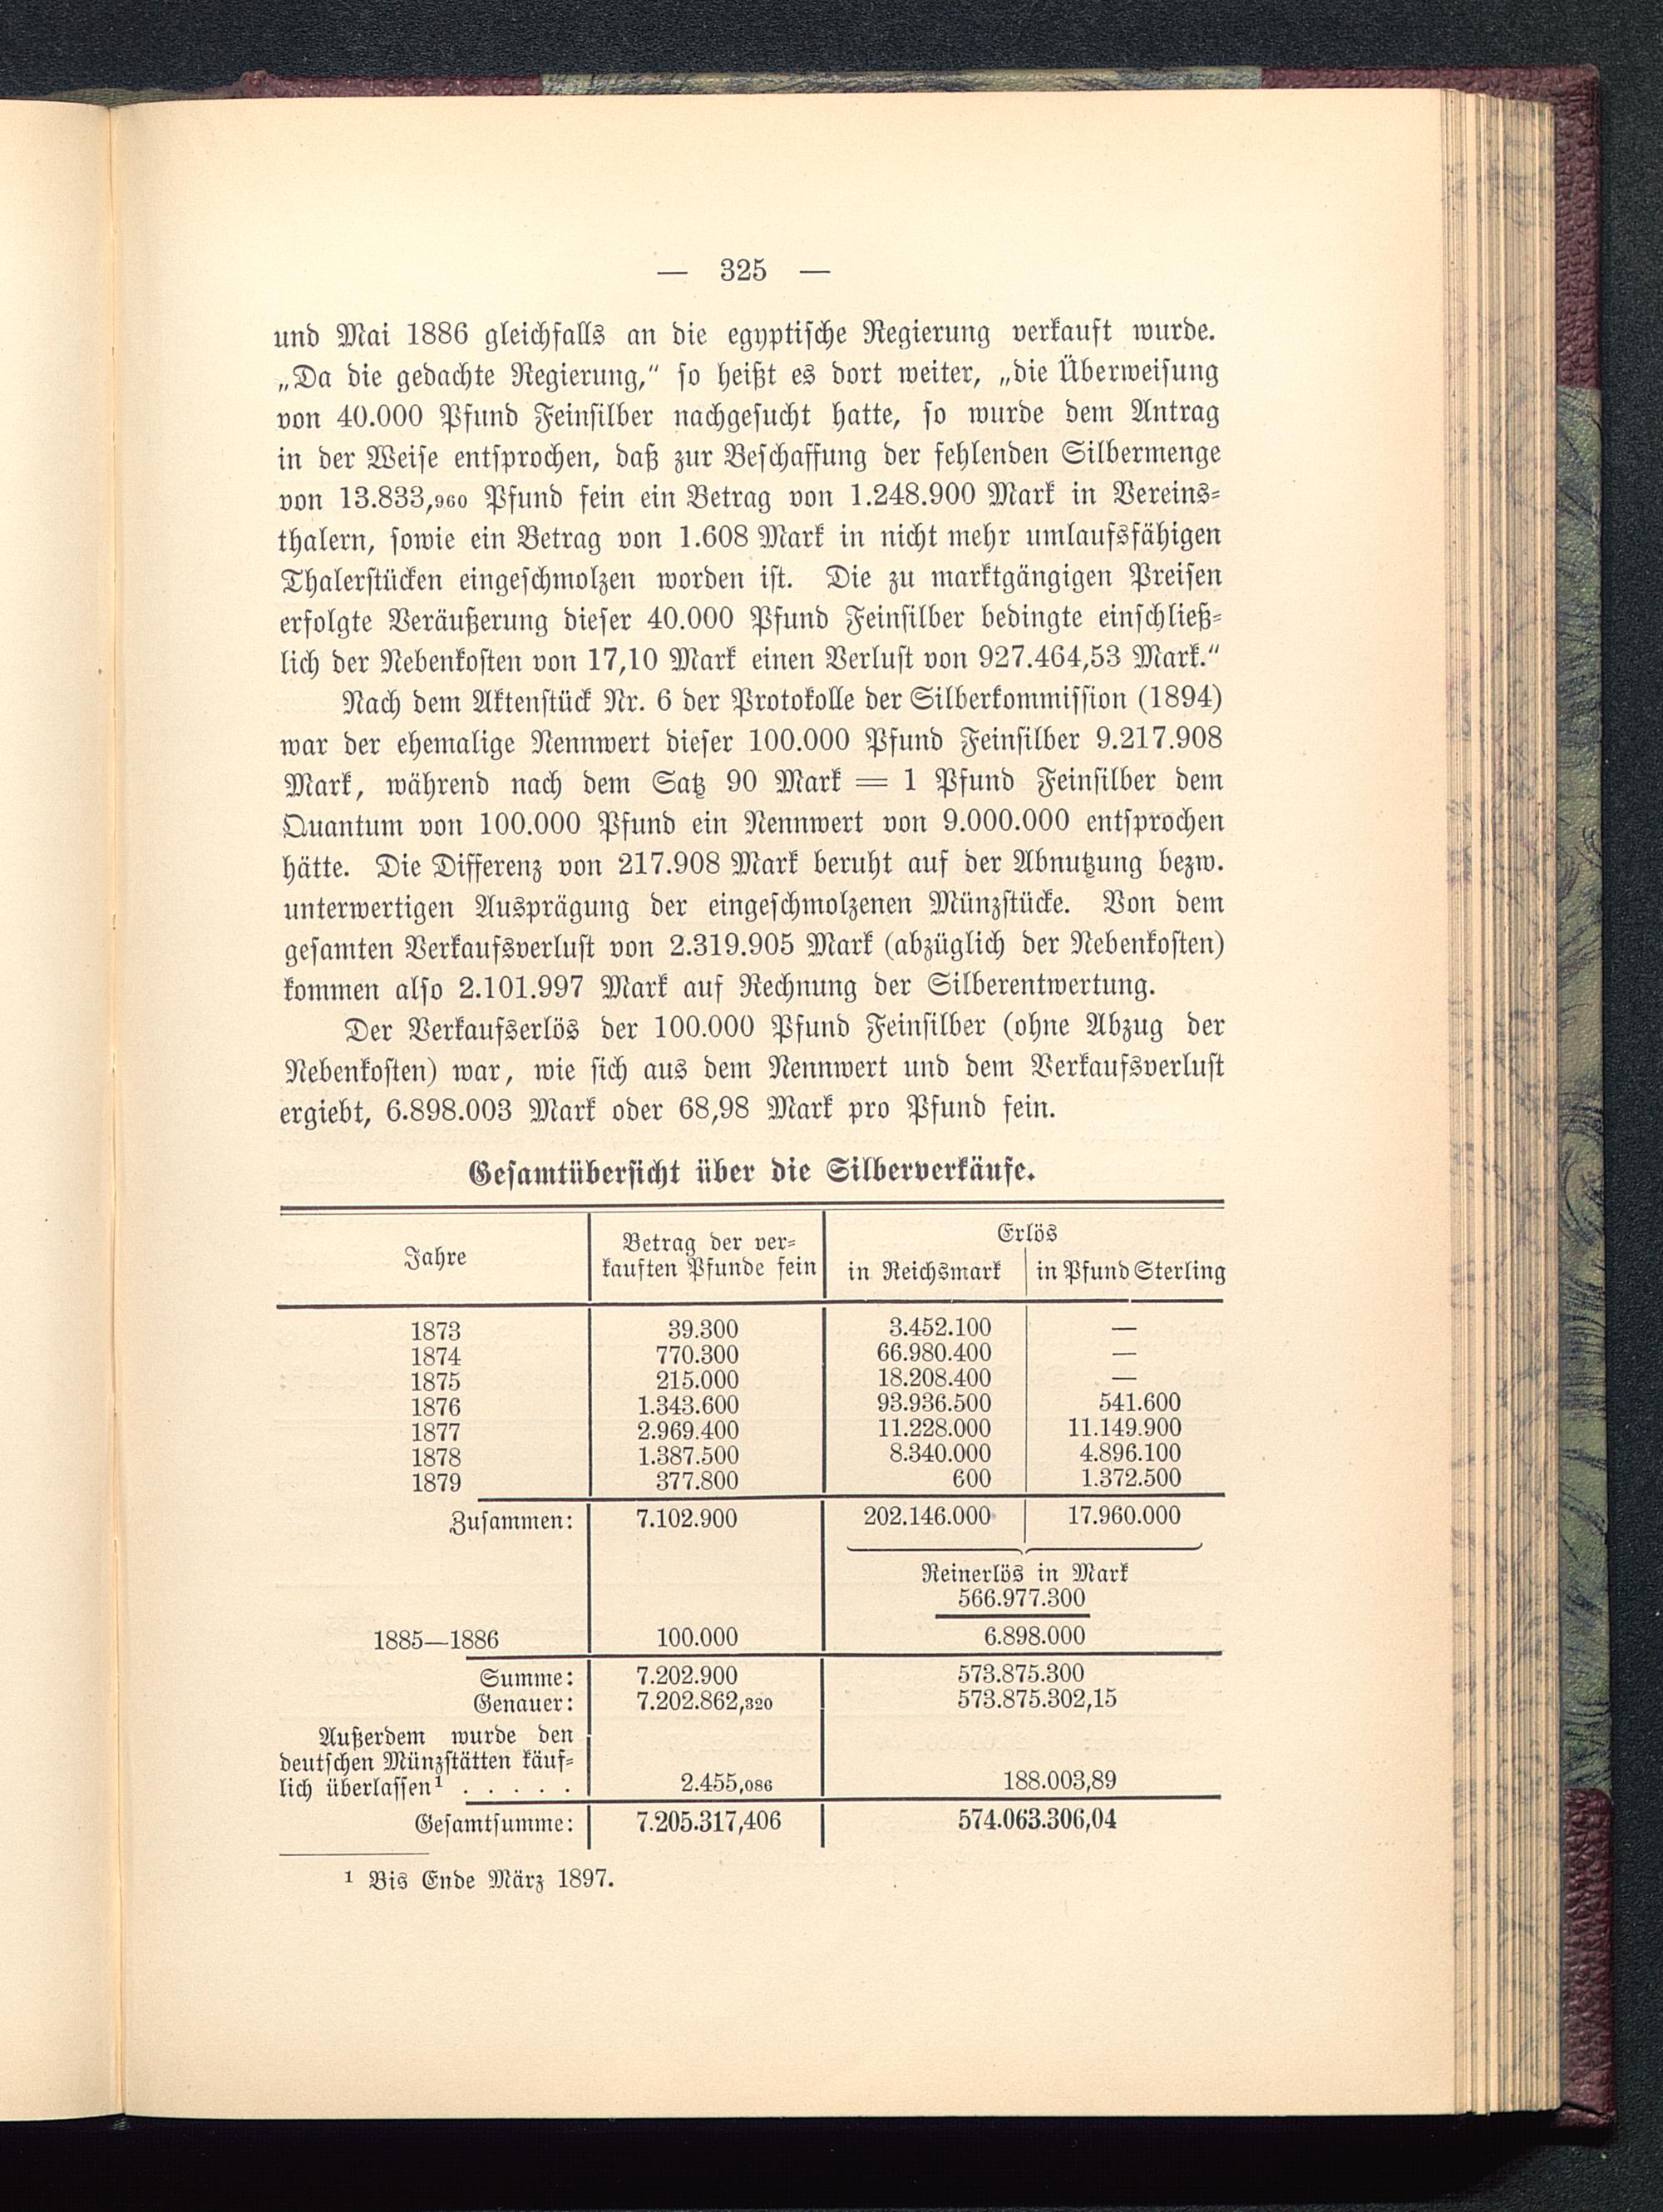 — 325 —
und Mai 1886 gleichfalls an die egyptische Regierung verkauft wurde.
„Da die gedachte Regierung,“ so heißt es dort weiter, „die Überweisung
von 40.000 Pfund Feinsilber nachgesucht hatte, so wurde dem Antrag
in der Weise entsprochen, daß zur Beschaffung der fehlenden Silbermenge
von 13.833,960 Pfund fein ein Betrag von 1.248.900 Mark in Vereins-
thalern, sowie ein Betrag von 1.608 Mark in nicht mehr umlaufsfähigen
Thalerstücken eingeschmolzen worden ist. Die zu marktgängigen Preisen
erfolgte Veräußerung dieser 40.000 Pfund Feinsilber bedingte einschließ-
lich der Nebenkosten von 17,10 Mark einen Verlust von 927.464,53 Mark.“
Nach dem Aktenstück Nr. 6 der Protokolle der Silberkommission (1894)
war der ehemalige Nennwert dieser 100.000 Pfund Feinsilber 9.217.908
Mark, während nach dem Satz 90 Mark = 1 Pfund Feinsilber dem
Quantum von 100.000 Pfund ein Nennwert von 9.000.000 entsprochen
hätte. Die Differenz von 217.908 Mark beruht auf der Abnutzung bezw.
unterwertigen Ausprägung der eingeschmolzenen Münzstücke. Von dem
gesamten Verkaufsverlust von 2.319.905 Mark (abzüglich der Nebenkosten)
kommen also 2.101.997 Mark auf Rechnung der Silberentwertung.
Der Verkaufserlös der 100.000 Pfund Feinsilber (ohne Abzug der
Nebenkosten) war, wie sich aus dem Nennwert und dem Verkaufsverlust
ergiebt, 6.898.003 Mark oder 68,98 Mark pro Pfund fein.
Gesamtübersicht über die Silberverkäufe.
Jahre Betrag der ver- Erlös
kauften Pfunde fein in Reichsmark in Pfund Sterling
1873 39.300 3.452.100 —
1874 770.300 66.980.400 —
1875 215.000 18.208.400 —
1876 1.343.600 93.936.500 541.600
1877 2.969.400 11.228.000 11.149.900
1878 1.387.500 8.340.000 4.896.100
1879 377.800 600 1.372.500
Zusammen: 7.102.900 202.146.000 17.960.000
Reinerlös in Mark
566.977.300
1885—1886 100.000 6.898.000
Summe: 7.202.900 573.875.300
Genauer: 7.202.862,320 573.875.302,15
Außerdem wurde den
deutschen Münzstätten käuf-
lich überlassen¹ . . . . . 2.455,086 188.003,89
Gesamtsumme: 7.205.317,406 574.063.306,04
¹ Bis Ende März 1897.